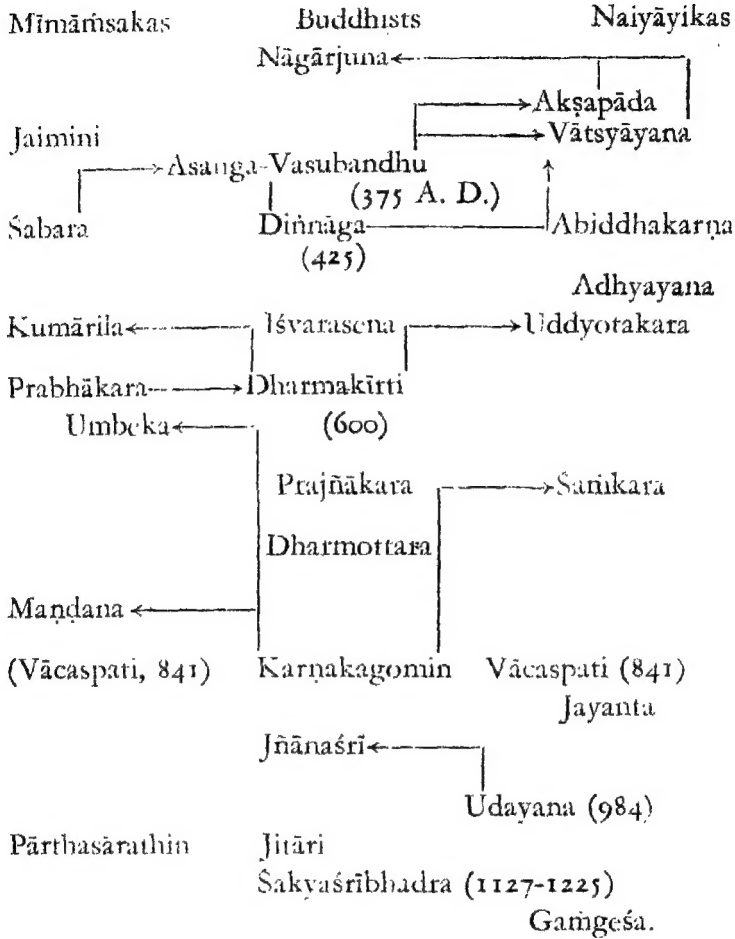 Mīmāṁsakas Buddhists Naiyāyikas
Nāgārjuna
Akṣapāda
Jaimini Vātsyāyana
Asanga-Vasubandhu
(375 A. D.)
Śabara Diṅnāga Abiddhakarṇa
(425)
Adhyayana
Kumārila Iśvarasena Uddyotakara
Prabhākara Dharmakīrti
Umbeka (600)
Prajñākara Śaṁkara
Dharmottara
Maṇḍana
(Vācaspati, 841) Karṇakagomin Vācaspati (841)
Jayanta
Jñānaśrī
Udayana (984)
Pārthasārathin Jitāri
Śakyaśrībhadra (1127-1225)
Gaṁgeśa.